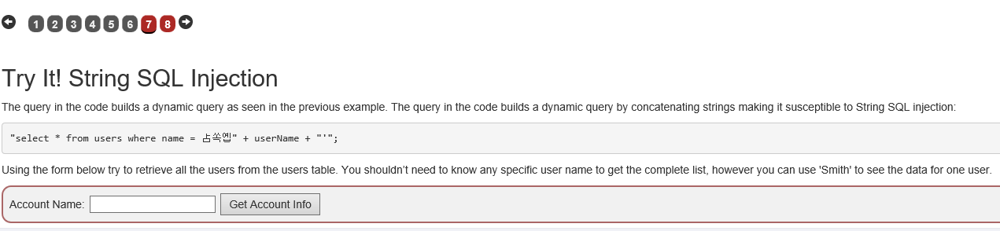 1 2 3 4 5 6 7 8
Try It! String SQL Injection
The query in the code builds a dynamic query as seen in the previous example. The query in the code builds a dynamic query by concatenating strings making it susceptible to String SQL injection:
"select * from users where name = 占쏙옙" + userName + "'";
Using the form below try to retrieve all the users from the users table. You shouldn’t need to know any specific user name to get the complete list, however you can use 'Smith' to see the data for one user.
Account Name: Get Account Info